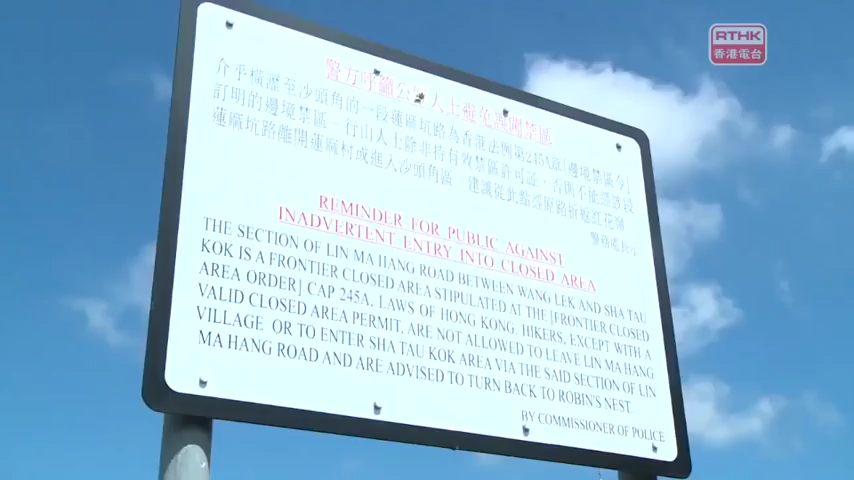 RTHK
香港電台
警方呼籲公眾人士避免誤闖禁區
介乎橫瀝至沙頭角的一段蓮麻坑路為香港法例第245A章「邊境禁區令」
訂明的邊境禁區。行山人士除非持有效禁區許可証，否則不能沿該段
蓮麻坑路離開蓮麻坑村或進入沙頭角區 建議從此點沿原路折返紅花嶺
警務處長示
REMINDER FOR PUBLIC AGAINST
INADVERTENT ENTRY INTO CLOSED AREA
THE SECTION OF LIN MA HANG ROAD BETWEEN WANG LEK AND SHA TAU
KOK IS A FRONTIER CLOSED AREA STIPULATED AT THE [FRONTIER CLOSED
AREA ORDER] CAP 245A, LAWS OF HONG KONG. HIKERS, EXCEPT WITH A
VALID CLOSED AREA PERMIT, ARE NOT ALLOWED TO LEAVE LIN MA HANG
VILLAGE OR TO ENTER SHA TAU KOK AREA VIA THE SAID SECTION OF LIN
MA HANG ROAD AND ARE ADVISED TO TURN BACK TO ROBIN'S NEST.
BY COMMISSIONER OF POLICE